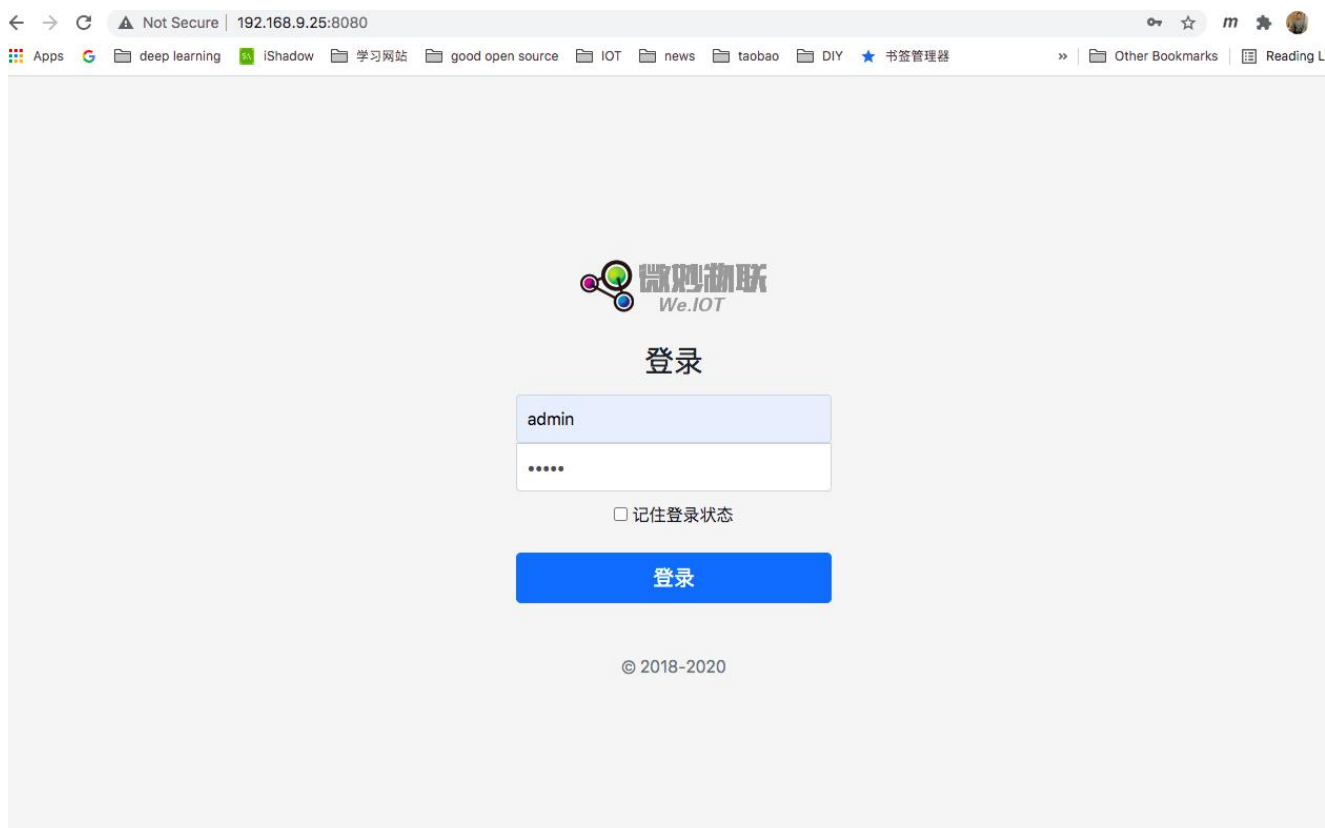 Not Secure 192.168.9.25:8080 m
Apps G deep learning iShadow 学习网站 good open source IOT news taobao DIY 书签管理器 » Other Bookmarks Reading L
微妙物联
We.IOT
登录
admin
•••••
记住登录状态
登录
© 2018-2020